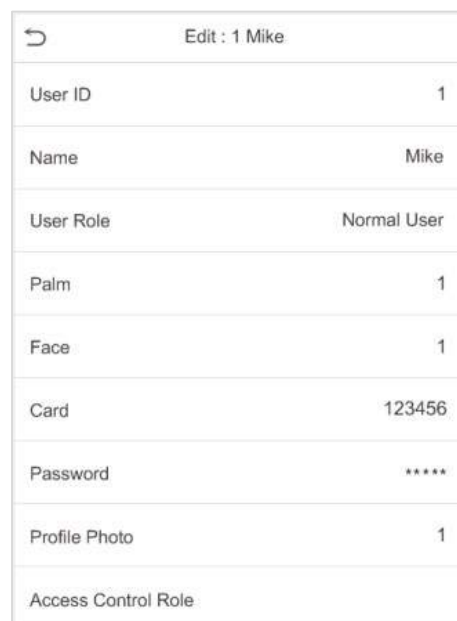 Edit : 1 Mike
User ID 1
Name Mike
User Role Normal User
Palm 1
Face 1
Card 123456
Password *****
Profile Photo 1
Access Control Role